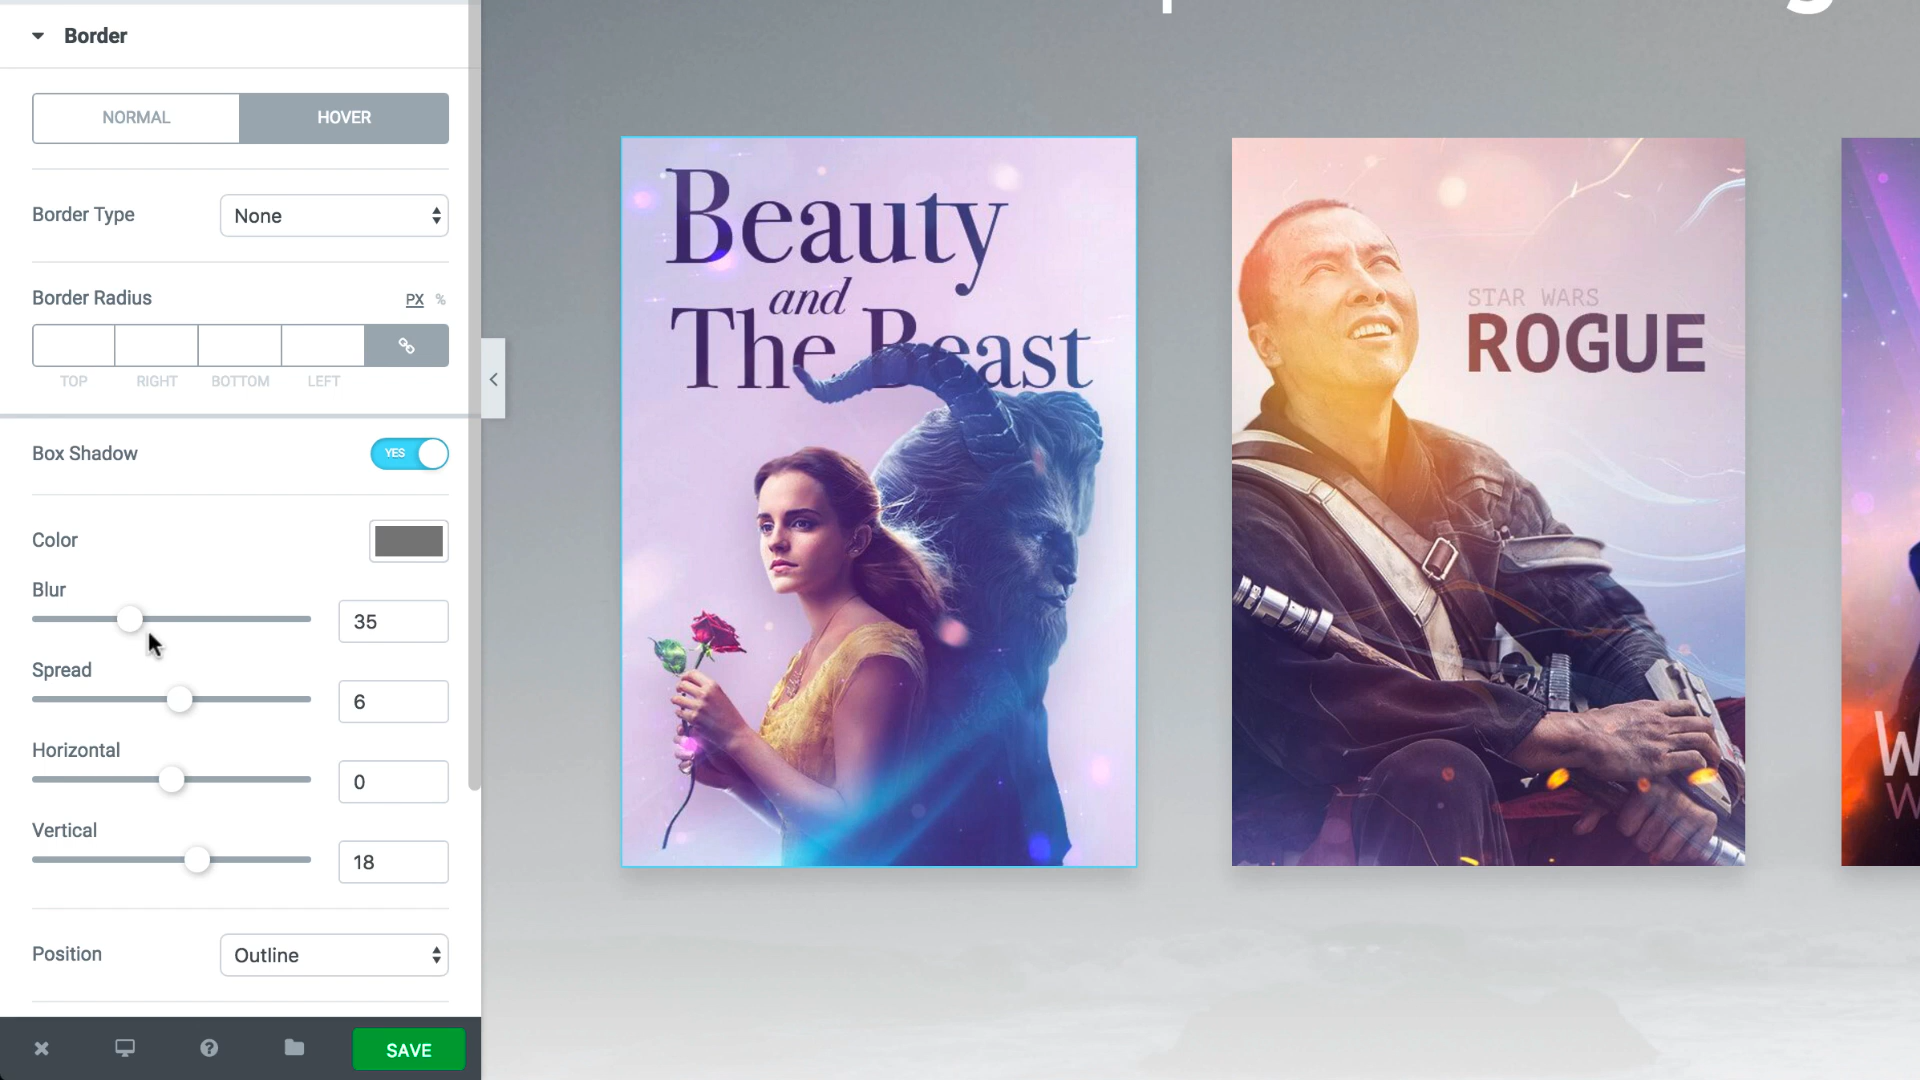 Border
NORMAL
HOVER
Border Type
None
Border Radius
PX %
TOP RIGHT BOTTOM LEFT
Box Shadow
YES
Color
Blur
35
Spread
6
Horizontal
0
Vertical
18
Position
Outline
SAVE
Beauty
and
The Beast
STAR WARS
ROGUE
W
W